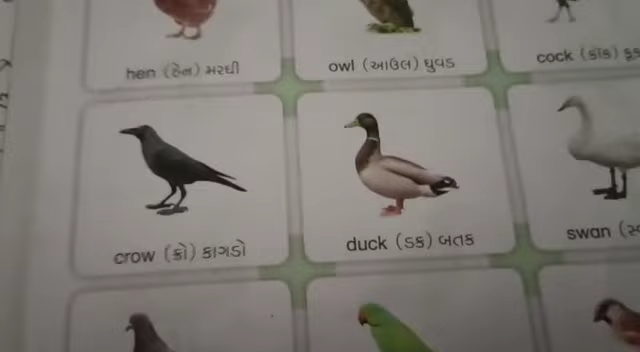 hen (હેન) મરઘી
owl (આઉલ) ઘુવડ
cock (કૉક)
crow (ક્રો) કાગડો
duck (ડક) બતક
swan